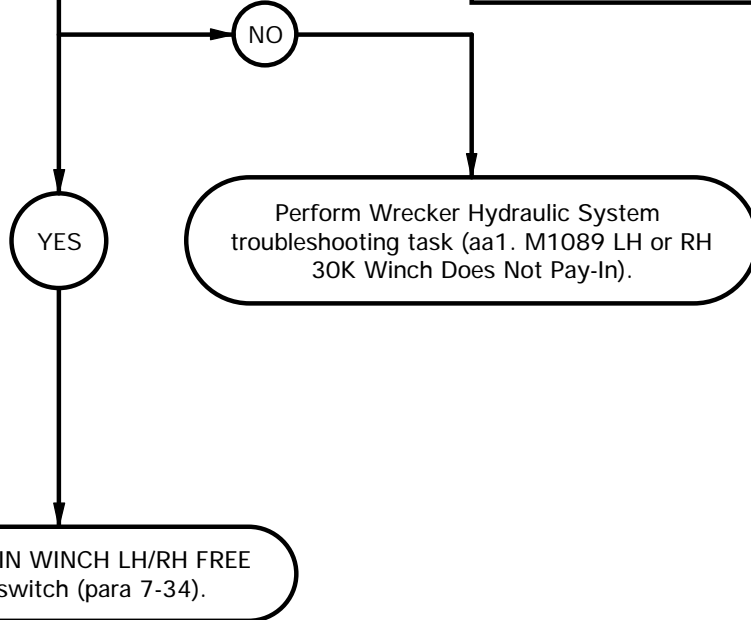 NO
YES
Perform Wrecker Hydraulic System
troubleshooting task (aa1. M1089 LH or RH
30K Winch Does Not Pay-In).
IN WINCH LH/RH FREE
switch (para 7-34).